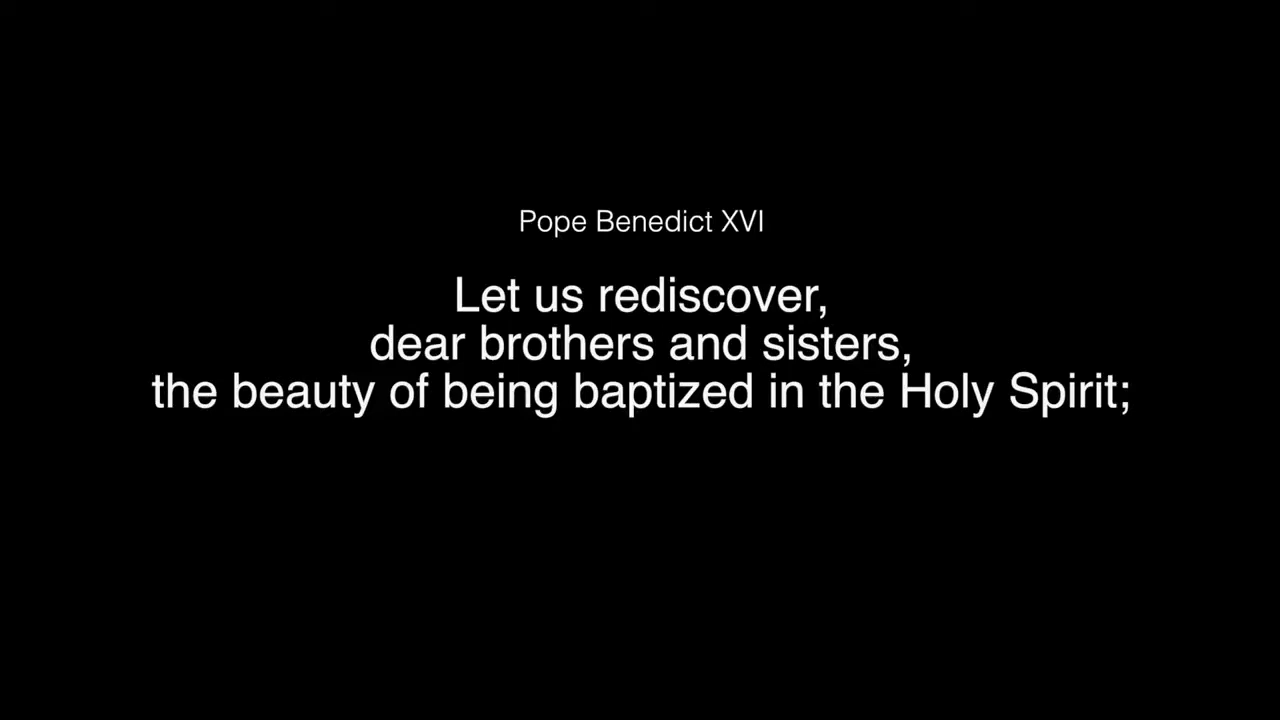 Pope Benedict XVI
Let us rediscover,
dear brothers and sisters,
the beauty of being baptized in the Holy Spirit;